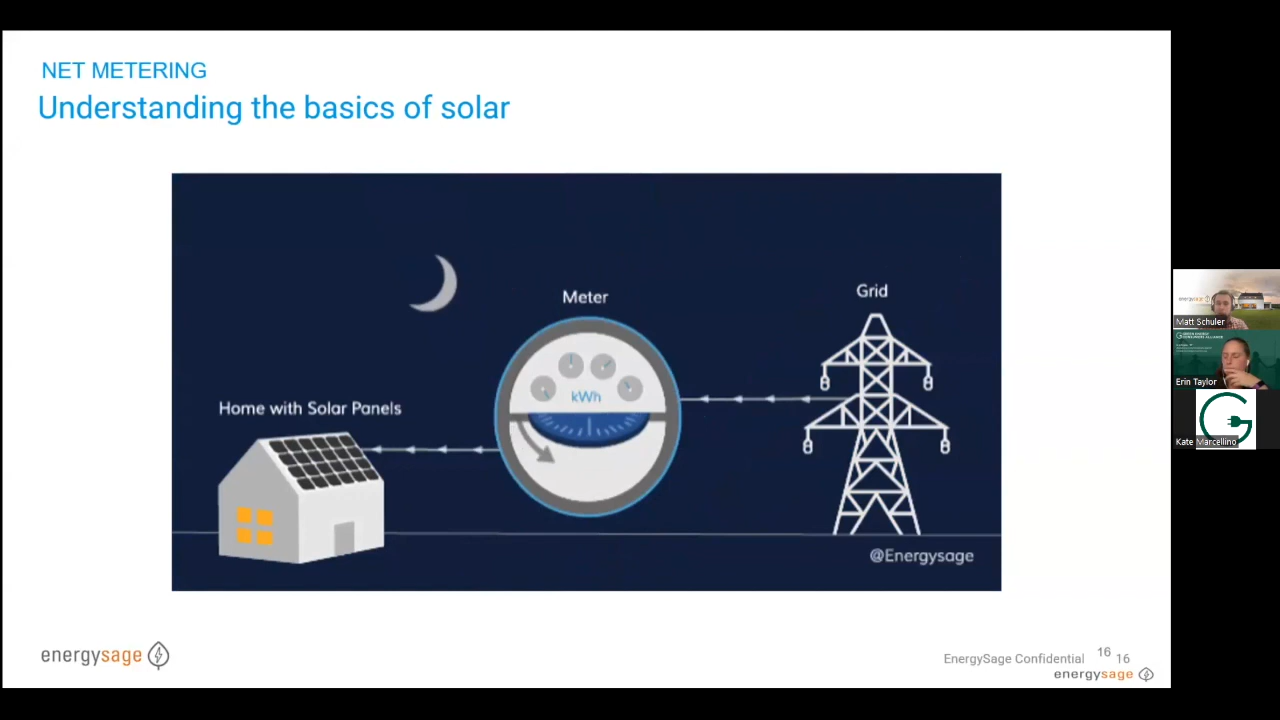 NET METERING
Understanding the basics of solar
Meter
Grid
Home with Solar Panels
kWh
@Energysage
energysage
EnergySage Confidential 16 16
energysage
energysage
Matt Schuler
Erin Taylor
Kate Marcellino